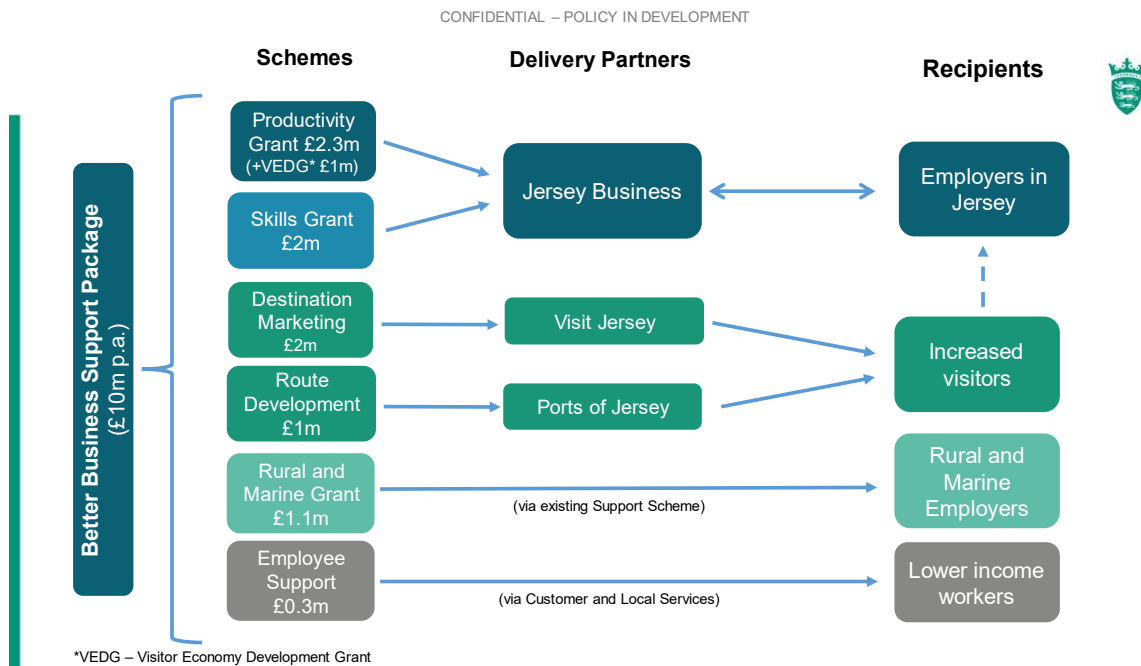 CONFIDENTIAL – POLICY IN DEVELOPMENT
Schemes
Delivery Partners
Recipients
Better Business Support Package
(£10m p.a.)
Productivity
Grant £2.3m
(+VEDG* £1m)
Jersey Business
Employers in
Jersey
Skills Grant
£2m
Destination
Marketing
£2m
Visit Jersey
Increased
visitors
Route
Development
£1m
Ports of Jersey
Rural and
Marine Grant
£1.1m
(via existing Support Scheme)
Rural and
Marine
Employers
Employee
Support
£0.3m
(via Customer and Local Services)
Lower income
workers
*VEDG – Visitor Economy Development Grant